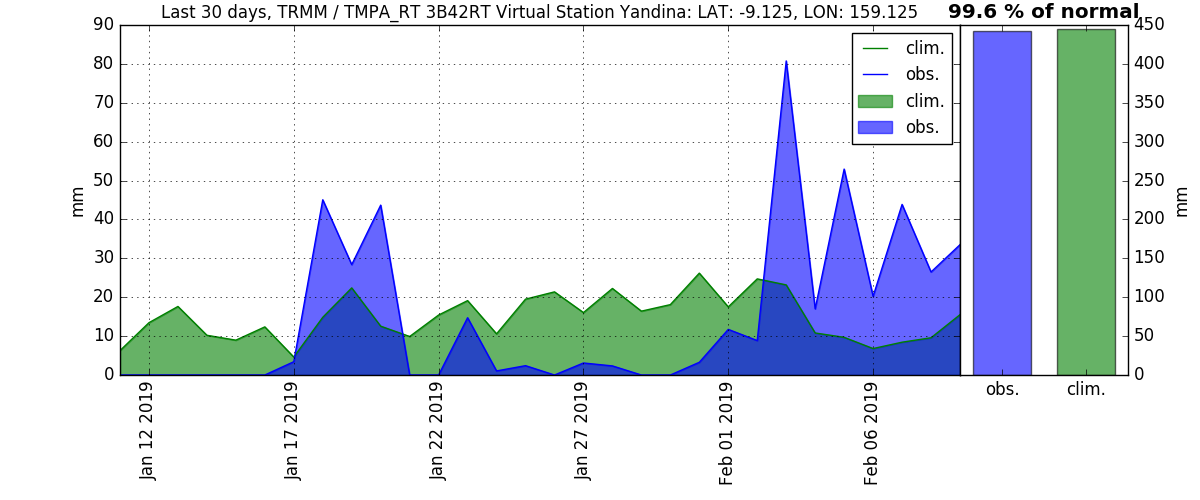 Last 30 days, TRMM / TMPA_RT 3B42RT Virtual Station Yandina: LAT: -9.125, LON: 159.125
99.6 % of normal
90
80
70
60
50
40
30
20
10
0
mm
clim.
obs.
clim.
obs.
Jan 12 2019
Jan 17 2019
Jan 22 2019
Jan 27 2019
Feb 01 2019
Feb 06 2019
450
400
350
300
250
200
150
100
50
0
mm
obs.
clim.